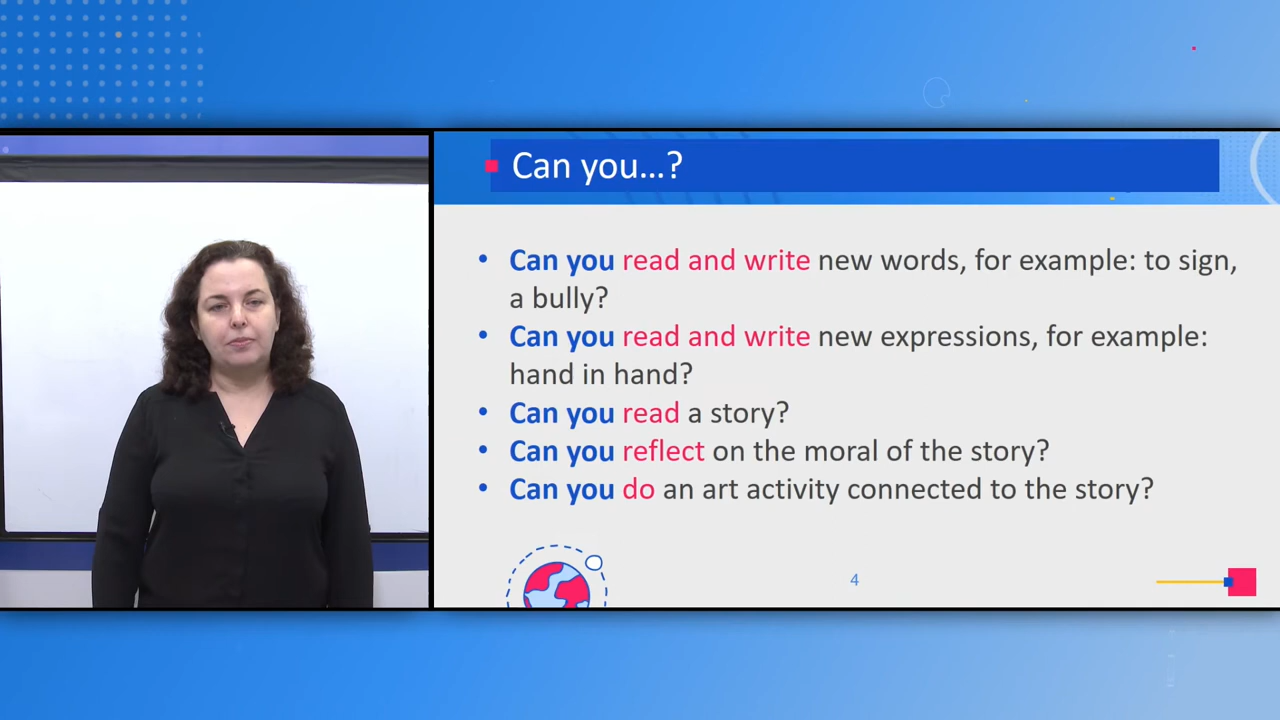 Can you...?
• Can you read and write new words, for example: to sign,
a bully?
• Can you read and write new expressions, for example:
hand in hand?
• Can you read a story?
• Can you reflect on the moral of the story?
• Can you do an art activity connected to the story?
4